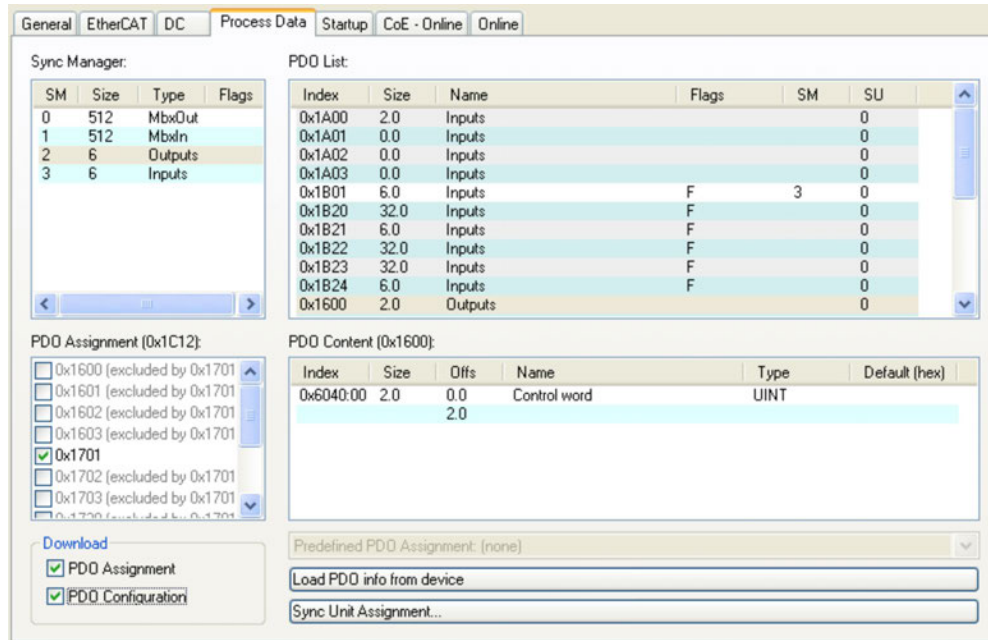 General EtherCAT DC Process Data Startup CoE - Online Online
Sync Manager:
SM Size Type Flags
0 512 MbxOut
1 512 MbxIn
2 6 Outputs
3 6 Inputs
PDO List:
Index Size Name Flags SM SU
0x1A00 2.0 Inputs 0
0x1A01 0.0 Inputs 0
0x1A02 0.0 Inputs 0
0x1A03 0.0 Inputs 0
0x1B01 6.0 Inputs F 3 0
0x1B20 32.0 Inputs F 0
0x1B21 6.0 Inputs F 0
0x1B22 32.0 Inputs F 0
0x1B23 32.0 Inputs F 0
0x1B24 6.0 Inputs F 0
0x1600 2.0 Outputs 0
PDO Assignment (0x1C12):
0x1600 (excluded by 0x1701
0x1601 (excluded by 0x1701
0x1602 (excluded by 0x1701
0x1603 (excluded by 0x1701
0x1701
0x1702 (excluded by 0x1701
0x1703 (excluded by 0x1701
PDO Content (0x1600):
Index Size Offs Name Type Default (hex)
0x6040:00 2.0 0.0 Control word UINT
2.0
Download
PDO Assignment
PDO Configuration
Predefined PDO Assignment: (none)
Load PDO info from device
Sync Unit Assignment...